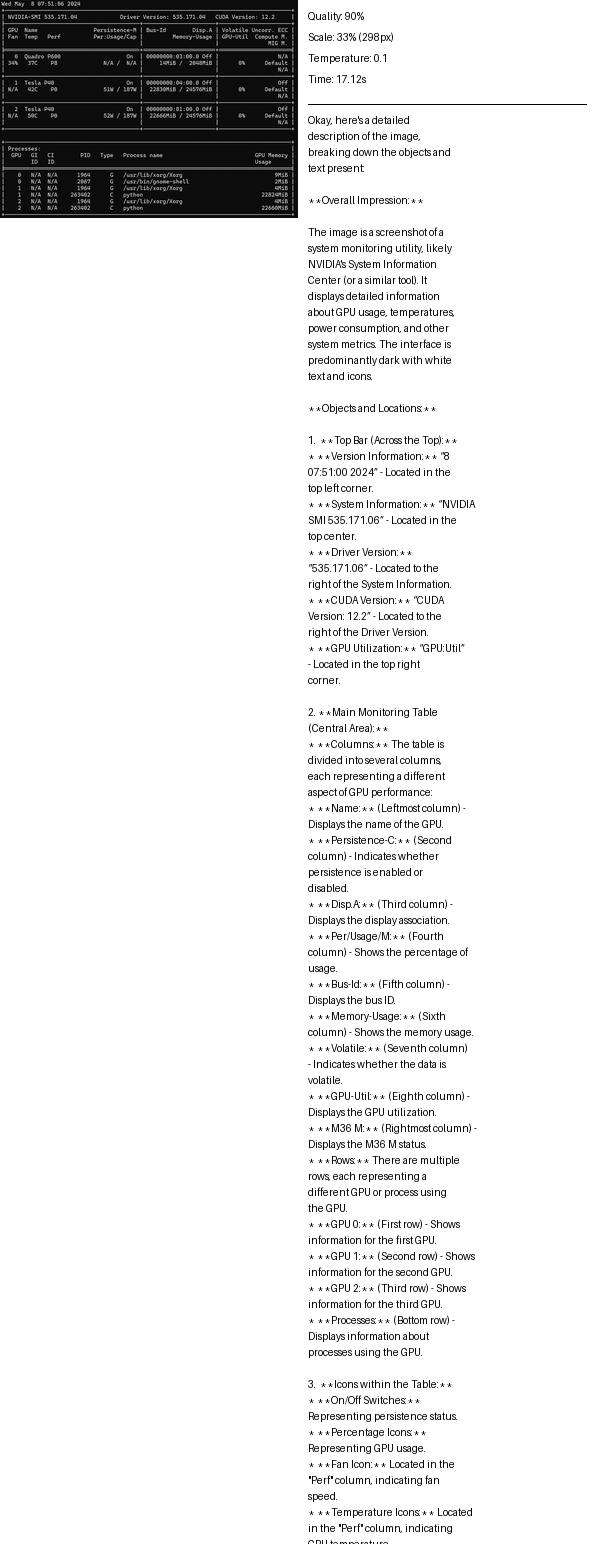 Wed May  8 07:51:06 2024
NVIDIA-SMI 535.171.04   Driver Version: 535.171.04   CUDA Version: 12.2
GPU  Name   Persistence-M | Bus-Id   Disp.A | Volatile Uncorr. ECC
Fan  Temp  Perf   Pwr:Usage/Cap | Memory-Usage | GPU-Util  Compute M.
MIG M.
0  Quadro P600   On | 00000000:03:00.0 Off | N/A
34%  37C  P8   N/A / N/A | 14MiB / 2048MiB | 0%  Default
N/A
1  Tesla P40   On | 00000000:04:00.0 Off | Off
N/A  42C  P0   51W / 187W | 22830MiB / 24576MiB | 0%  Default
N/A
2  Tesla P40   On | 00000000:81:00.0 Off | Off
N/A  50C  P0   52W / 187W | 22666MiB / 24576MiB | 0%  Default
N/A
Processes:
GPU  GI  CI  PID  Type  Process name  GPU Memory
ID  ID  Usage
0  N/A  N/A  1964  G  /usr/lib/xorg/Xorg  9MiB
0  N/A  N/A  2067  G  /usr/bin/gnome-shell  2MiB
1  N/A  N/A  1964  G  /usr/lib/xorg/Xorg  4MiB
1  N/A  N/A  263402  C  python  22824MiB
2  N/A  N/A  1964  G  /usr/lib/xorg/Xorg  4MiB
2  N/A  N/A  263402  C  python  22660MiB
Quality: 90%
Scale: 33% (298px)
Temperature: 0.1
Time: 17.12s
Okay, here's a detailed
description of the image,
breaking down the objects and
text present:
**Overall Impression:**
The image is a screenshot of a
system monitoring utility, likely
NVIDIA's System Information
Center (or a similar tool). It
displays detailed information
about GPU usage, temperatures,
power consumption, and other
system metrics. The interface is
predominantly dark with white
text and icons.
**Objects and Locations:**
1. **Top Bar (Across the Top):**
* **Version Information:** "8
07:51:00 2024" - Located in the
top left corner.
* **System Information:** "NVIDIA
SMI 535.171.06" - Located in the
top center.
* **Driver Version:**
"535.171.06" - Located to the
right of the System Information.
* **CUDA Version:** "CUDA
Version: 12.2" - Located to the
right of the Driver Version.
* **GPU Utilization:** "GPU:Util"
- Located in the top right
corner.
2. **Main Monitoring Table
(Central Area):**
* **Columns:** The table is
divided into several columns,
each representing a different
aspect of GPU performance:
* **Name:** (Leftmost column) -
Displays the name of the GPU.
* **Persistence-C:** (Second
column) - Indicates whether
persistence is enabled or
disabled.
* **Disp.A:** (Third column) -
Displays the display association.
* **Per/Usage/M:** (Fourth
column) - Shows the percentage of
usage.
* **Bus-Id:** (Fifth column) -
Displays the bus ID.
* **Memory-Usage:** (Sixth
column) - Shows the memory usage.
* **Volatile:** (Seventh column)
- Indicates whether the data is
volatile.
* **GPU-Util:** (Eighth column) -
Displays the GPU utilization.
* **M36 M:** (Rightmost column) -
Displays the M36 M status.
* **Rows:** There are multiple
rows, each representing a
different GPU or process using
the GPU.
* **GPU 0:** (First row) - Shows
information for the first GPU.
* **GPU 1:** (Second row) - Shows
information for the second GPU.
* **GPU 2:** (Third row) - Shows
information for the third GPU.
* **Processes:** (Bottom row) -
Displays information about
processes using the GPU.
3. **Icons within the Table:**
* **On/Off Switches:**
Representing persistence status.
* **Percentage Icons:**
Representing GPU usage.
* **Fan Icon:** Located in the
"Perf" column, indicating fan
speed.
* **Temperature Icons:** Located
in the "Perf" column, indicating
GPU temperature.